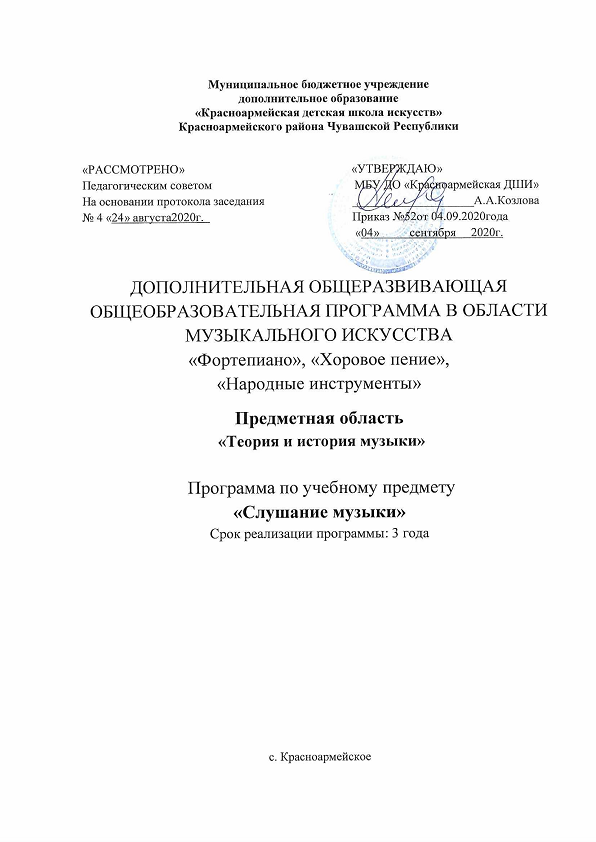 Муниципальное бюджетное учреждение
дополнительное образование
«Красноармейская детская школа искусств»
Красноармейского района Чувашской Республики
«РАССМОТРЕНО»
Педагогическим советом
На основании протокола заседания
№ 4 «24» августа2020г.
«УТВЕРЖДАЮ»
МБУ ДО «Красноармейская ДШИ»
А.А.Козлова
Приказ №52от 04.09.2020года
«04» сентября 2020г.
ДОПОЛНИТЕЛЬНАЯ ОБЩЕРАЗВИВАЮЩАЯ
ОБЩЕОБРАЗОВАТЕЛЬНАЯ ПРОГРАММА В ОБЛАСТИ
МУЗЫКАЛЬНОГО ИСКУССТВА
«Фортепиано», «Хоровое пение»,
«Народные инструменты»
Предметная область
«Теория и история музыки»
Программа по учебному предмету
«Слушание музыки»
Срок реализации программы: 3 года
с. Красноармейское